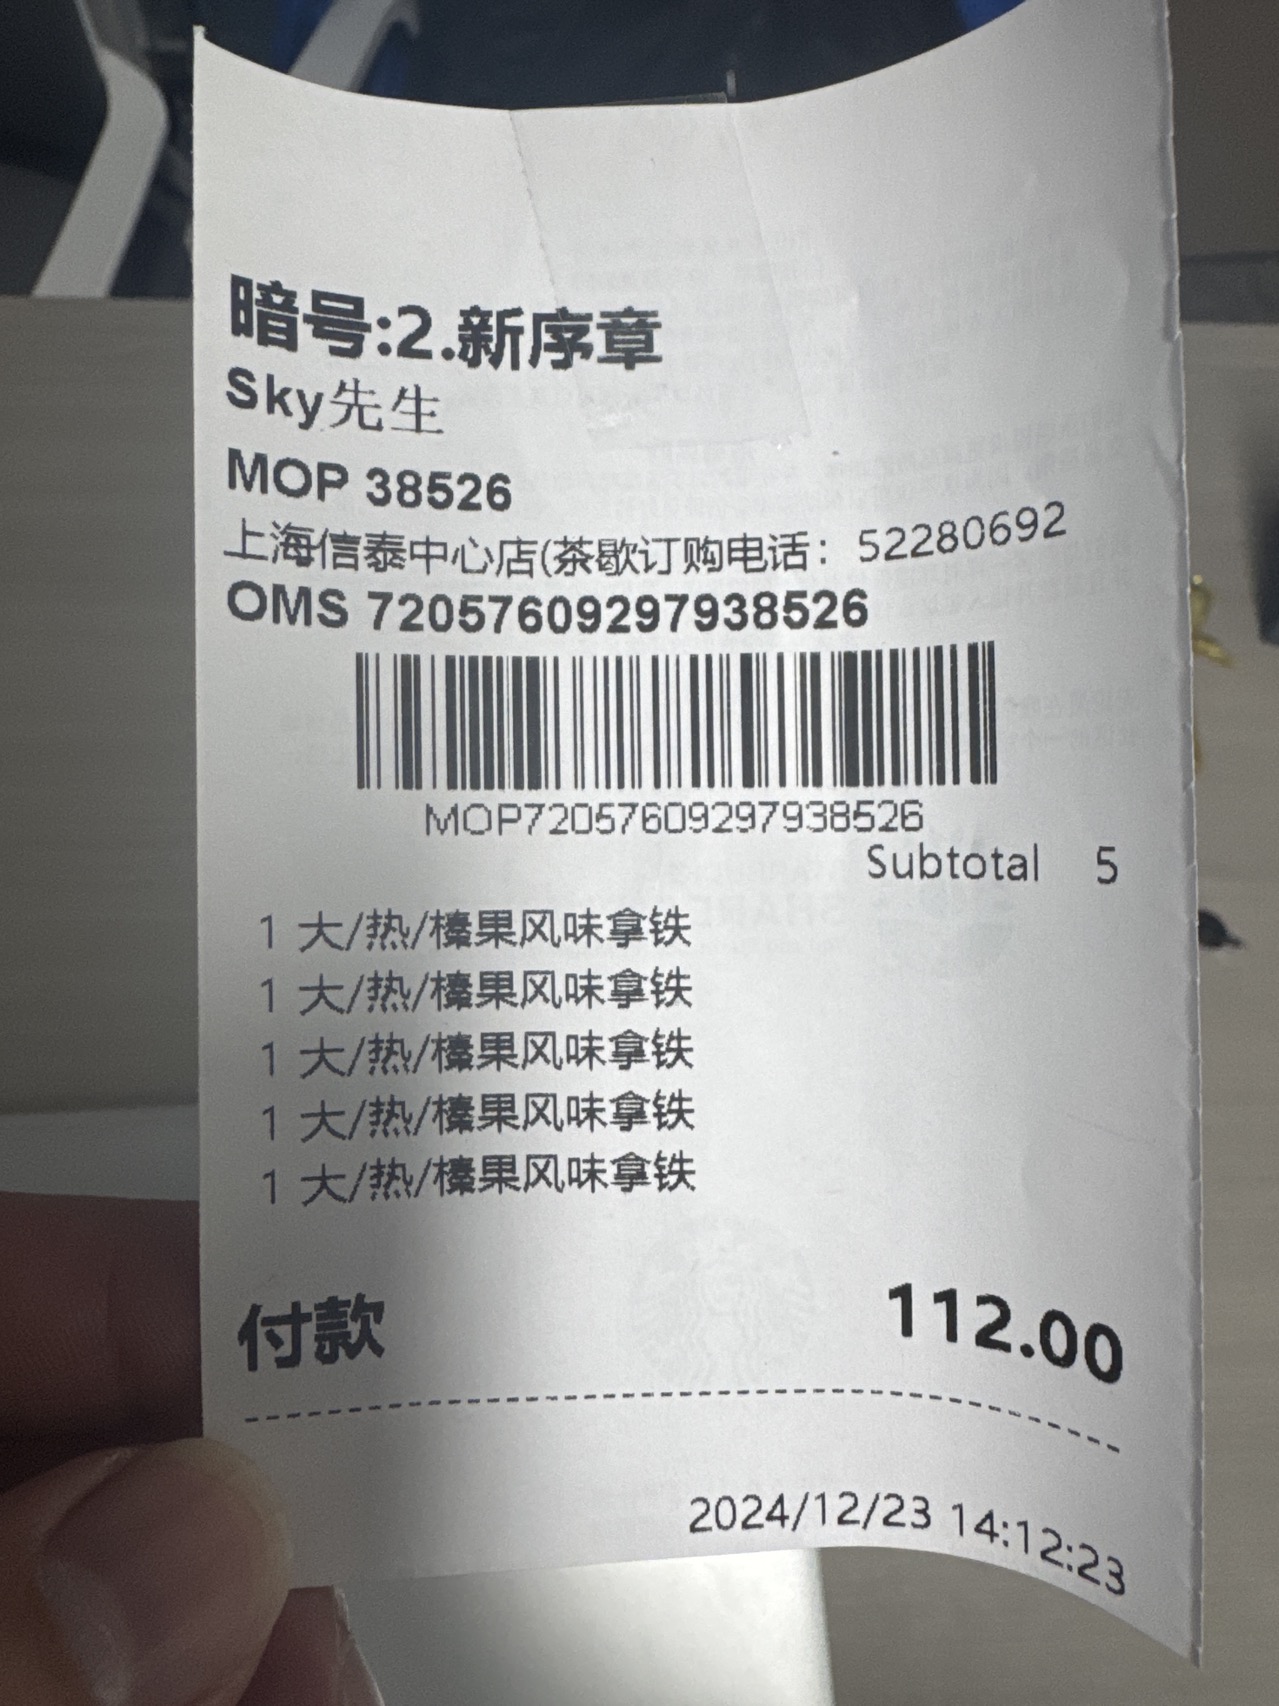 暗号:2.新序章
Sky先生
MOP 38526
上海信泰中心店(茶歇订购电话：52280692
OMS 72057609297938526
MOP72057609297938526
Subtotal 5
1 大/热/榛果风味拿铁
1 大/热/榛果风味拿铁
1 大/热/榛果风味拿铁
1 大/热/榛果风味拿铁
1 大/热/榛果风味拿铁
付款 112.00
2024/12/23 14:12:23